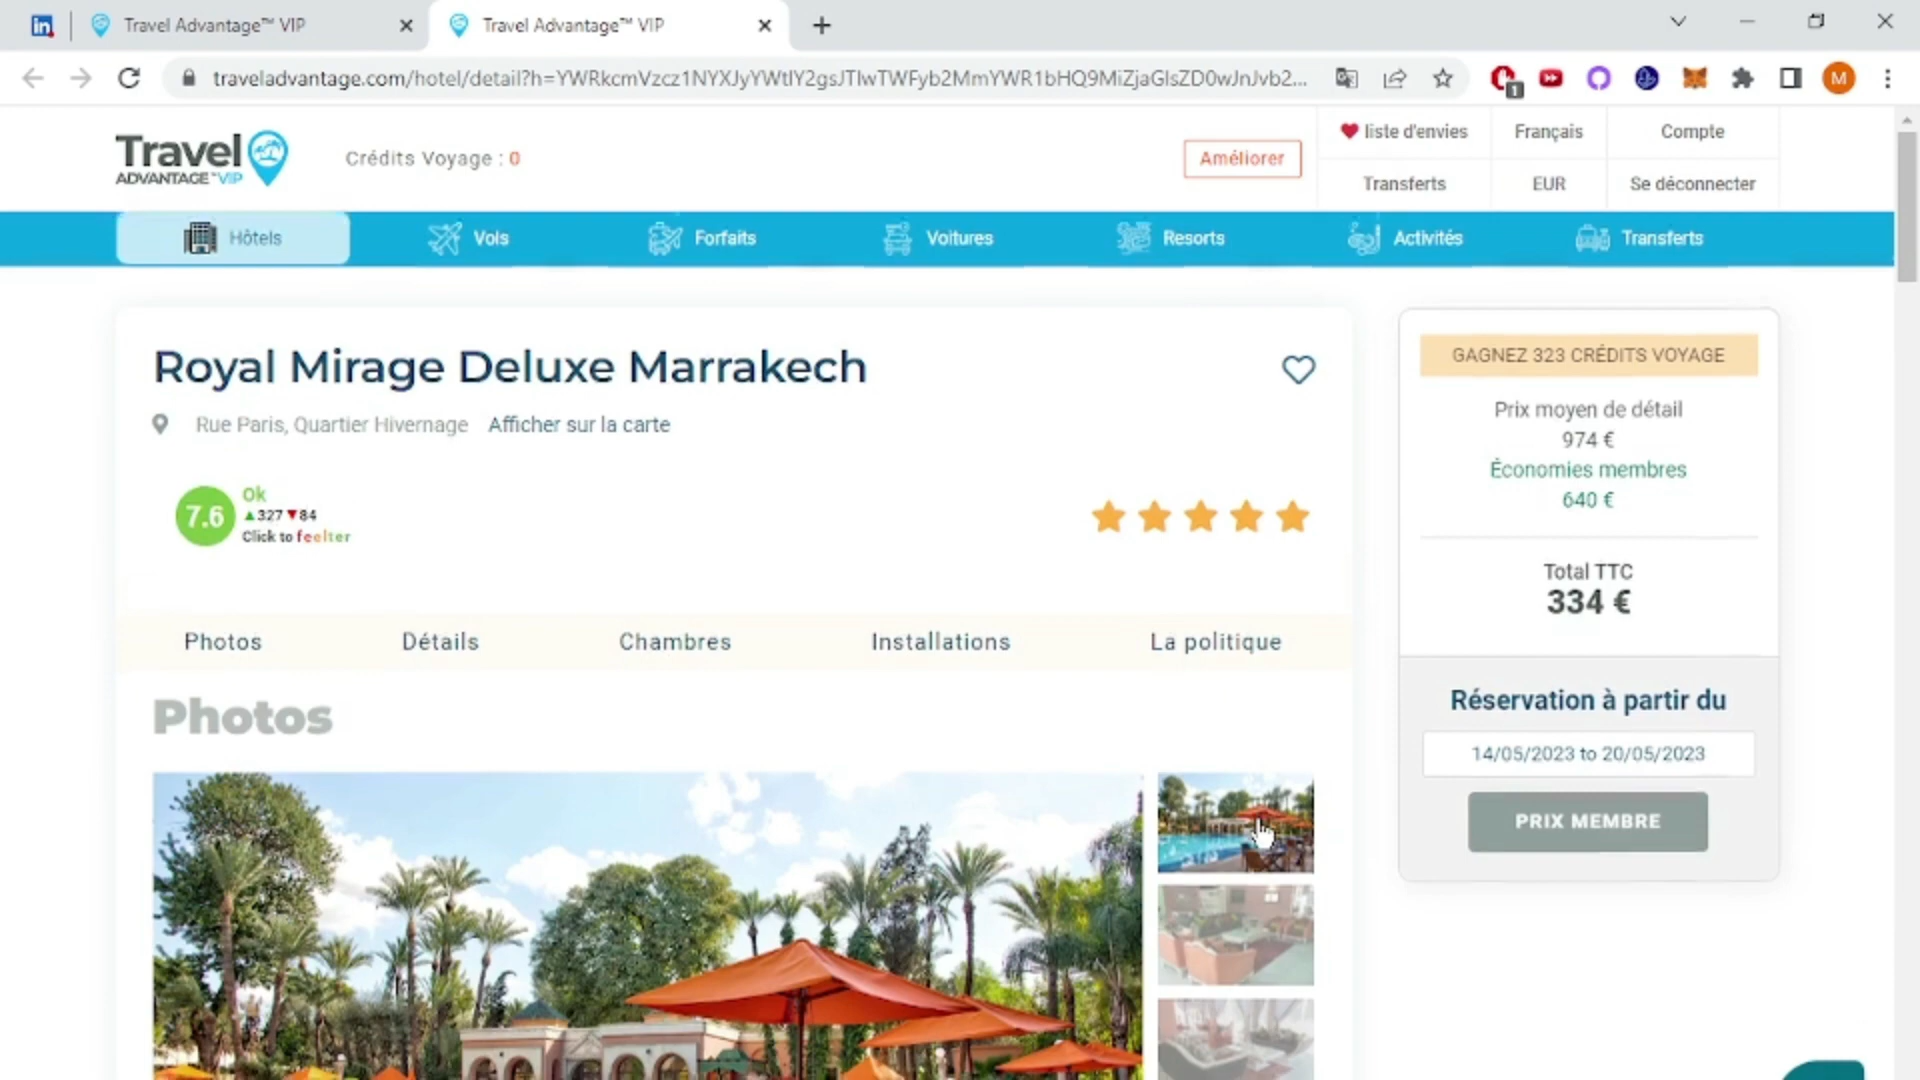 in
Travel Advantage™ VIP
Travel Advantage™ VIP
traveladvantage.com/hotel/detail?h=YWRkcmVzcz1NYXJyYWtlY2gsJTIwTWFyb2MmYWR1bHQ9MiZjaGlsZD0wJnJvb2...
1
M
Travel
ADVANTAGE™VIP
Crédits Voyage : 0
Améliorer
liste d'envies
Français
Compte
Transferts
EUR
Se déconnecter
Hôtels
Vols
Forfaits
Voitures
Resorts
Activités
Transferts
Royal Mirage Deluxe Marrakech
Rue Paris, Quartier Hivernage Afficher sur la carte
7.6
Ok
▲327 ▼84
Click to feelter
Photos
Détails
Chambres
Installations
La politique
Photos
GAGNEZ 323 CRÉDITS VOYAGE
Prix moyen de détail
974 €
Économies membres
640 €
Total TTC
334 €
Réservation à partir du
14/05/2023 to 20/05/2023
PRIX MEMBRE